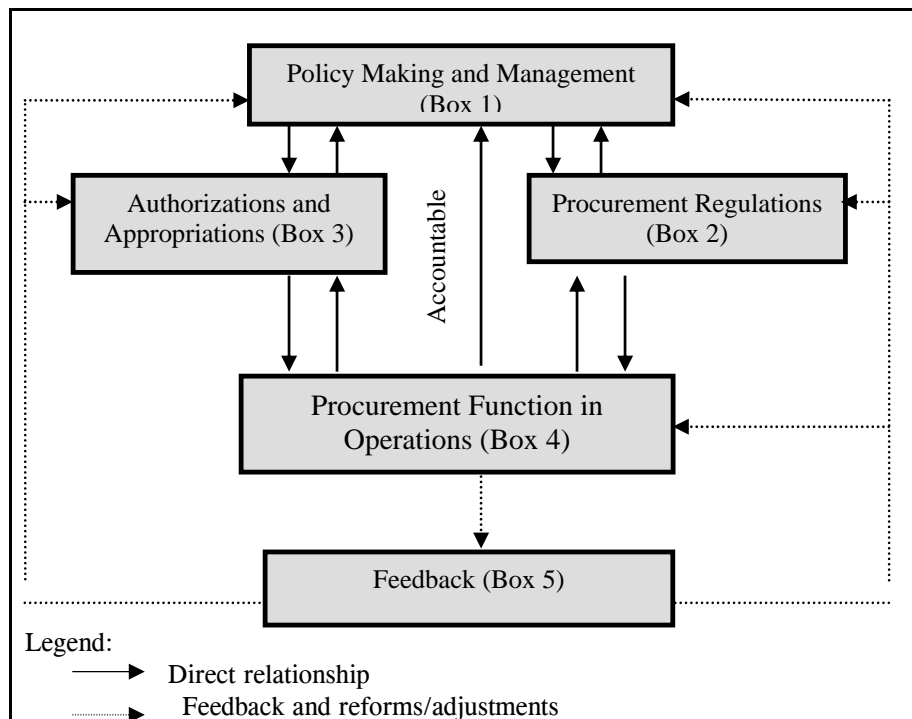 Policy Making and Management
(Box 1)
Authorizations and
Appropriations (Box 3)
Accountable
Procurement Regulations
(Box 2)
Procurement Function in
Operations (Box 4)
Feedback (Box 5)
Legend:
Direct relationship
Feedback and reforms/adjustments